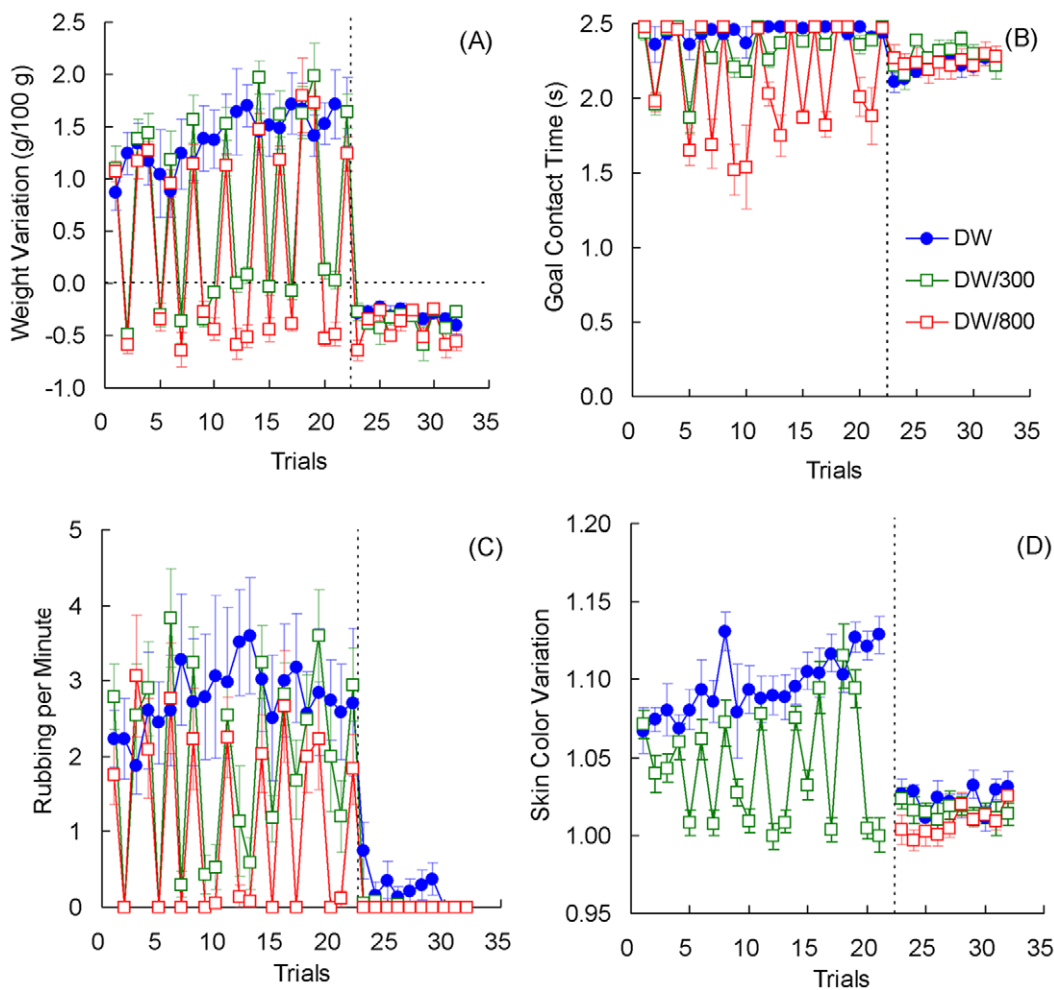 (A)
Weight Variation (g/100 g)
2.5
2.0
1.5
1.0
0.5
0.0
-0.5
-1.0
0 5 10 15 20 25 30 35
Trials
(B)
Goal Contact Time (s)
2.5
2.0
2.5
1.5
1.0
0.5
0.0
0 5 10 15 20 25 30 35
Trials
DW
DW/300
DW/800
(C)
Rubbing per Minute
5
4
3
2
1
0
0 5 10 15 20 25 30 35
Trials
(D)
Skin Color Variation
1.20
1.15
1.10
1.05
1.00
0.95
0 5 10 15 20 25 30 35
Trials